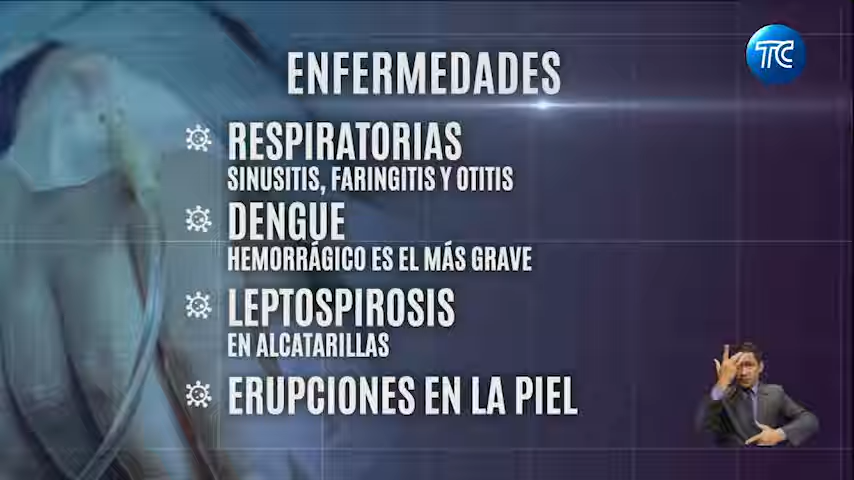 ENFERMEDADES
TC
RESPIRATORIAS
SINUSITIS, FARINGITIS Y OTITIS
DENGUE
HEMORRÁGICO ES EL MÁS GRAVE
LEPTOSPIROSIS
EN ALCATARILLAS
ERUPCIONES EN LA PIEL